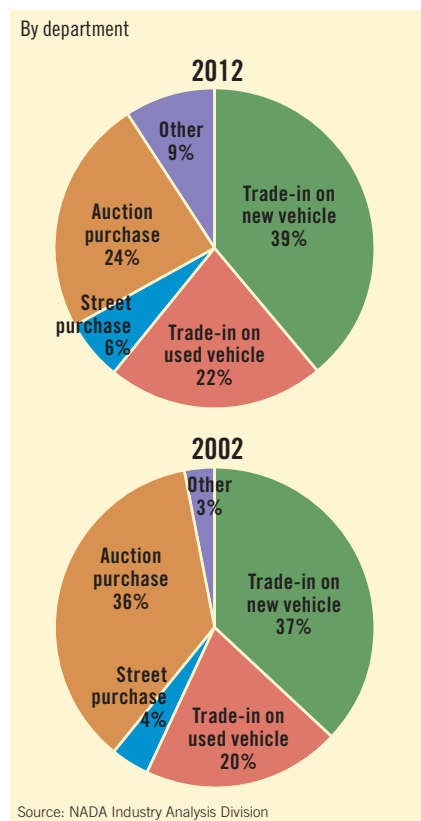 By department
2012
Other
9%
Trade-in on
new vehicle
39%
Auction
purchase
24%
Street
purchase
6%
Trade-in on
used vehicle
22%
2002
Other
3%
Auction
purchase
36%
Trade-in on
new vehicle
37%
Street
purchase
4%
Trade-in on
used vehicle
20%
Source: NADA Industry Analysis Division